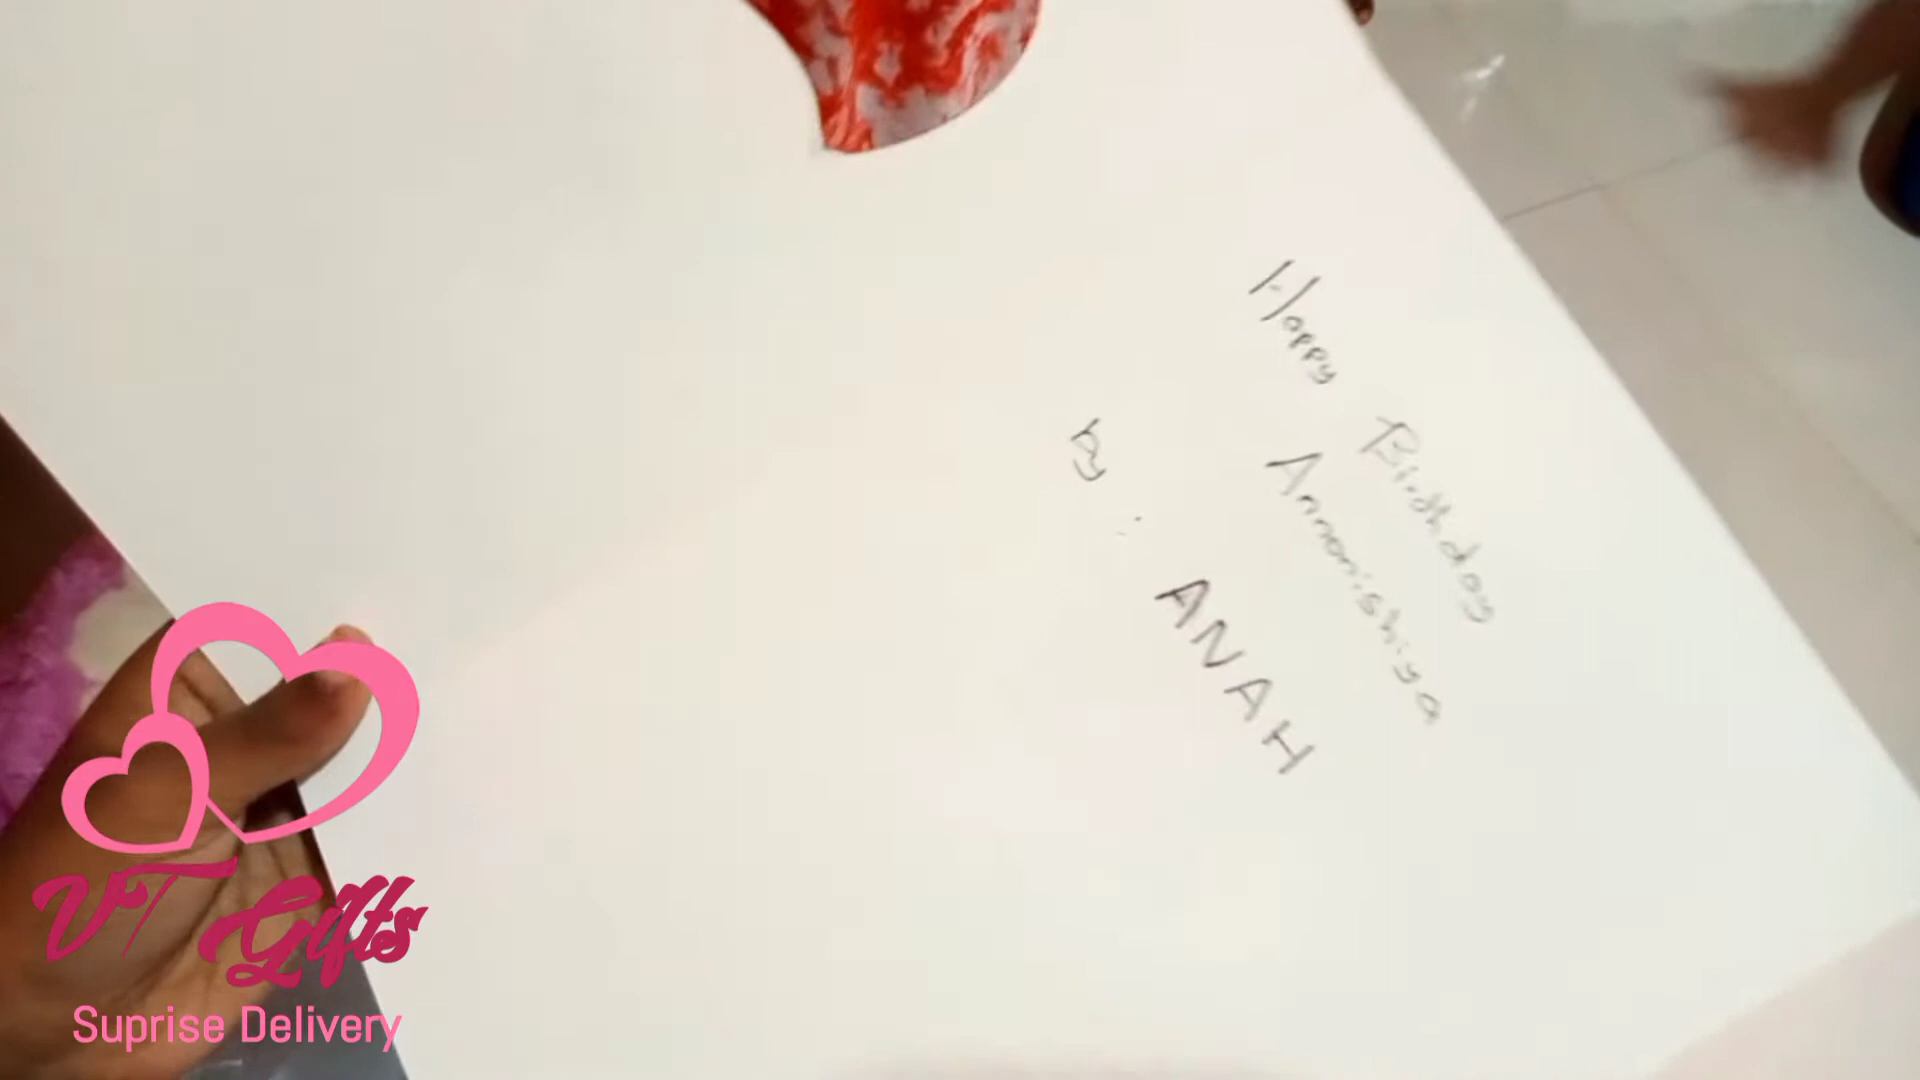 Happy Birthday
Annanishiya
by : ANAH
VT Gifts
Suprise Delivery